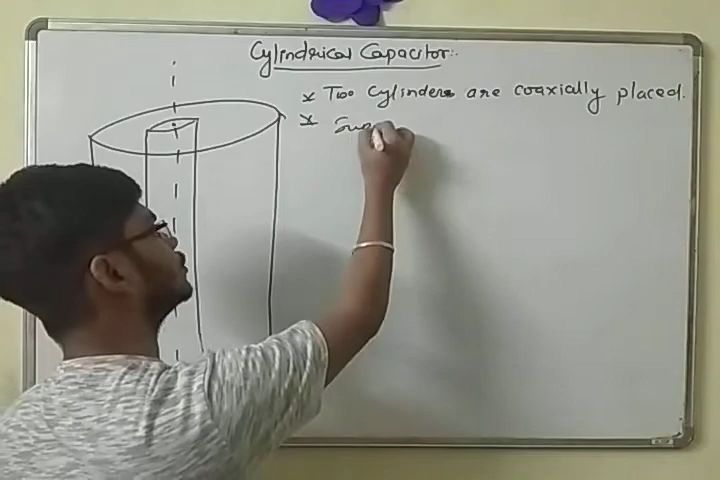 Cylindrical Capacitor:-
* Two Cylinders are coaxially placed.
*